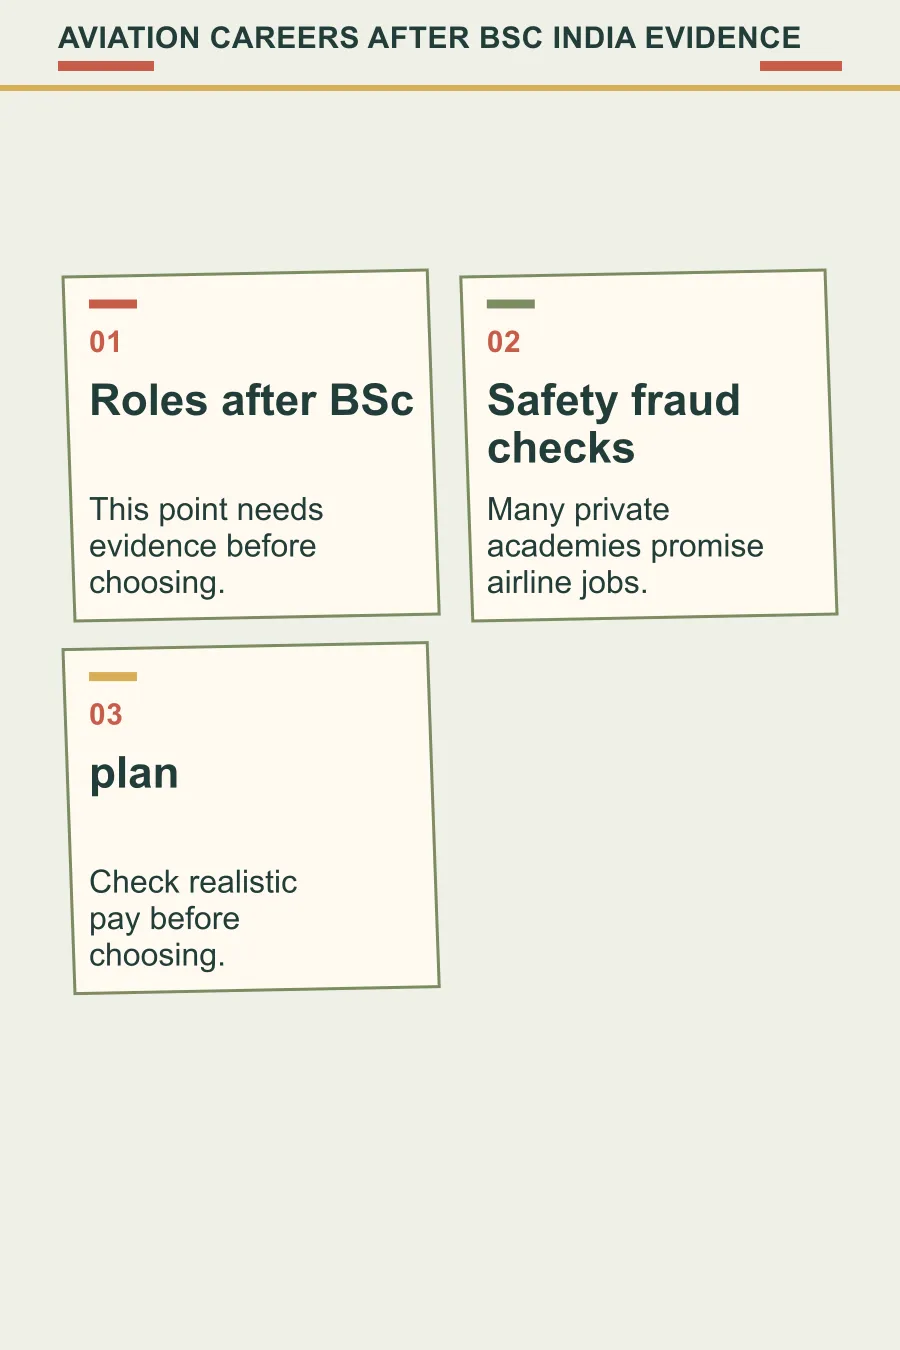 AVIATION CAREERS AFTER BSC INDIA EVIDENCE
01
Roles after BSc
This point needs
evidence before
choosing.
02
Safety fraud
checks
Many private
academies promise
airline jobs.
03
plan
Check realistic
pay before
choosing.